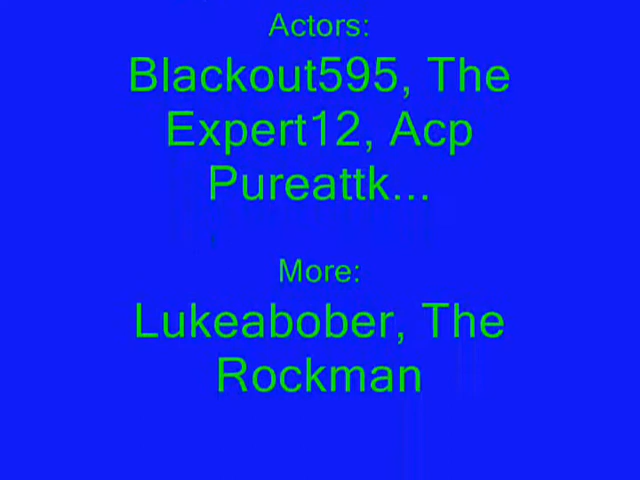 Actors:
Blackout595, The
Expert12, Acp
Pureattk...
More:
Lukeabober, The
Rockman